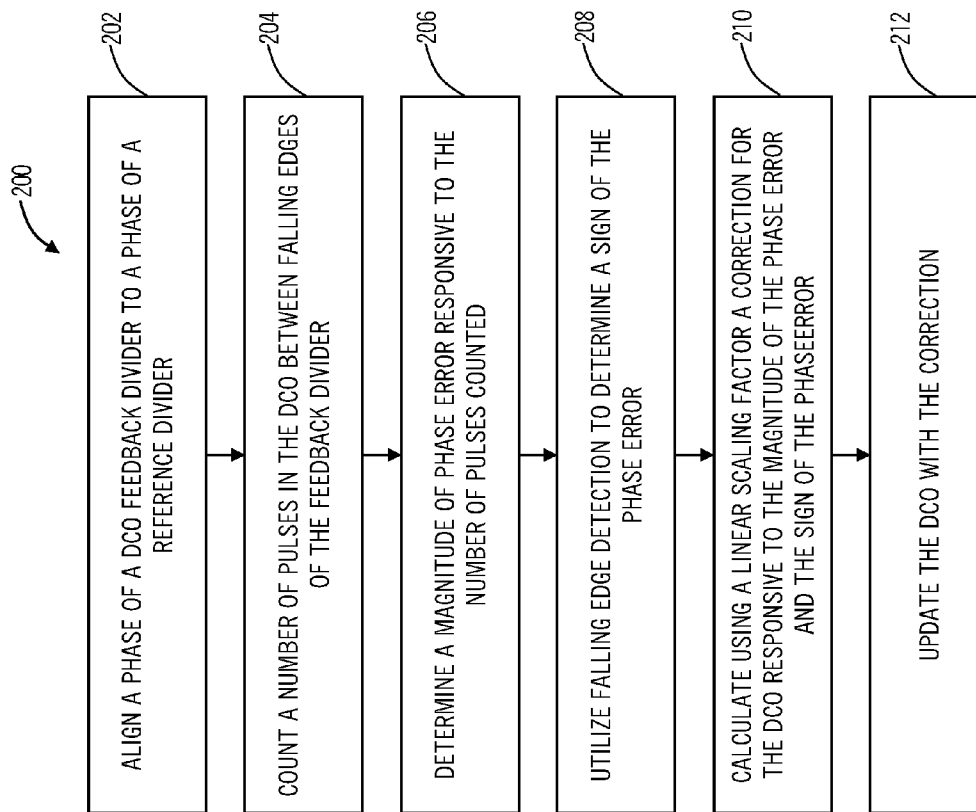 200
ALIGN A PHASE OF A DCO FEEDBACK DIVIDER TO A PHASE OF A
REFERENCE DIVIDER
202
COUNT A NUMBER OF PULSES IN THE DCO BETWEEN FALLING EDGES
OF THE FEEDBACK DIVIDER
204
DETERMINE A MAGNITUDE OF PHASE ERROR RESPONSIVE TO THE
NUMBER OF PULSES COUNTED
206
UTILIZE FALLING EDGE DETECTION TO DETERMINE A SIGN OF THE
PHASE ERROR
208
CALCULATE USING A LINEAR SCALING FACTOR A CORRECTION FOR
THE DCO RESPONSIVE TO THE MAGNITUDE OF THE PHASE ERROR
AND THE SIGN OF THE PHASEERROR
210
UPDATE THE DCO WITH THE CORRECTION
212